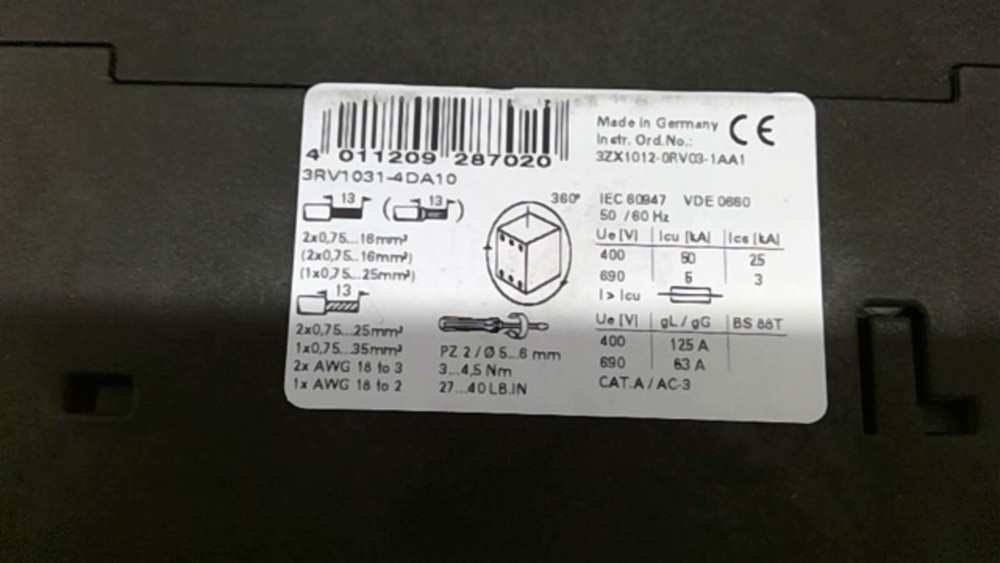 4 011209 287020
3RV1031-4DA10
13 (13)
2x0,75...16mm²
(2x0,75..16mm²)
(1x0,75...25mm²)
13
2x0,75...25mm²
1x0,75...35mm²
2x AWG 18 to 3
1x AWG 18 to 2
360°
PZ 2 / Ø 5...6 mm
3...4,5 Nm
27...40 LB.IN
Made in Germany CE
Instr. Ord.No.:
3ZX1012-0RV03-1AA1
IEC 60947 VDE 0660
50 / 60 Hz
Ue [V] Icu [kA] Ics [kA]
400 50 25
690 5 3
I > Icu
Ue [V] gL / gG BS 88T
400 125 A
690 63 A
CAT.A / AC-3